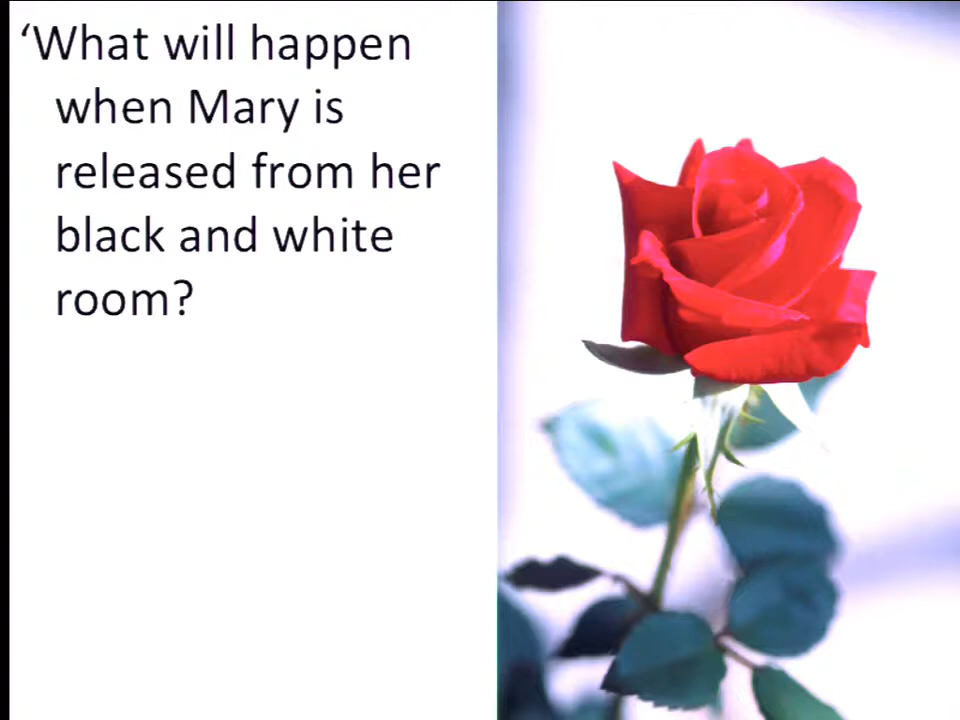 ‘What will happen
when Mary is
released from her
black and white
room?